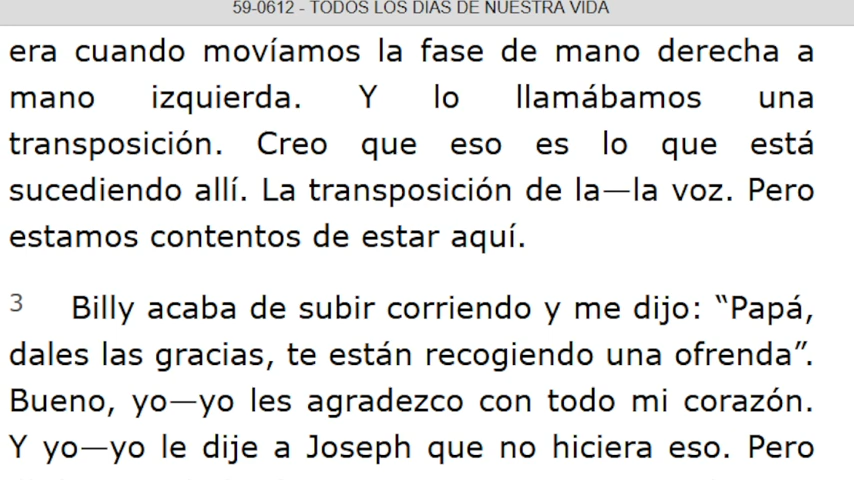 59-0612 - TODOS LOS DIAS DE NUESTRA VIDA
era cuando movíamos la fase de mano derecha a
mano izquierda. Y lo llamábamos una
transposición. Creo que eso es lo que está
sucediendo allí. La transposición de la—la voz. Pero
estamos contentos de estar aquí.
3 Billy acaba de subir corriendo y me dijo: “Papá,
dales las gracias, te están recogiendo una ofrenda”.
Bueno, yo—yo les agradezco con todo mi corazón.
Y yo—yo le dije a Joseph que no hiciera eso. Pero